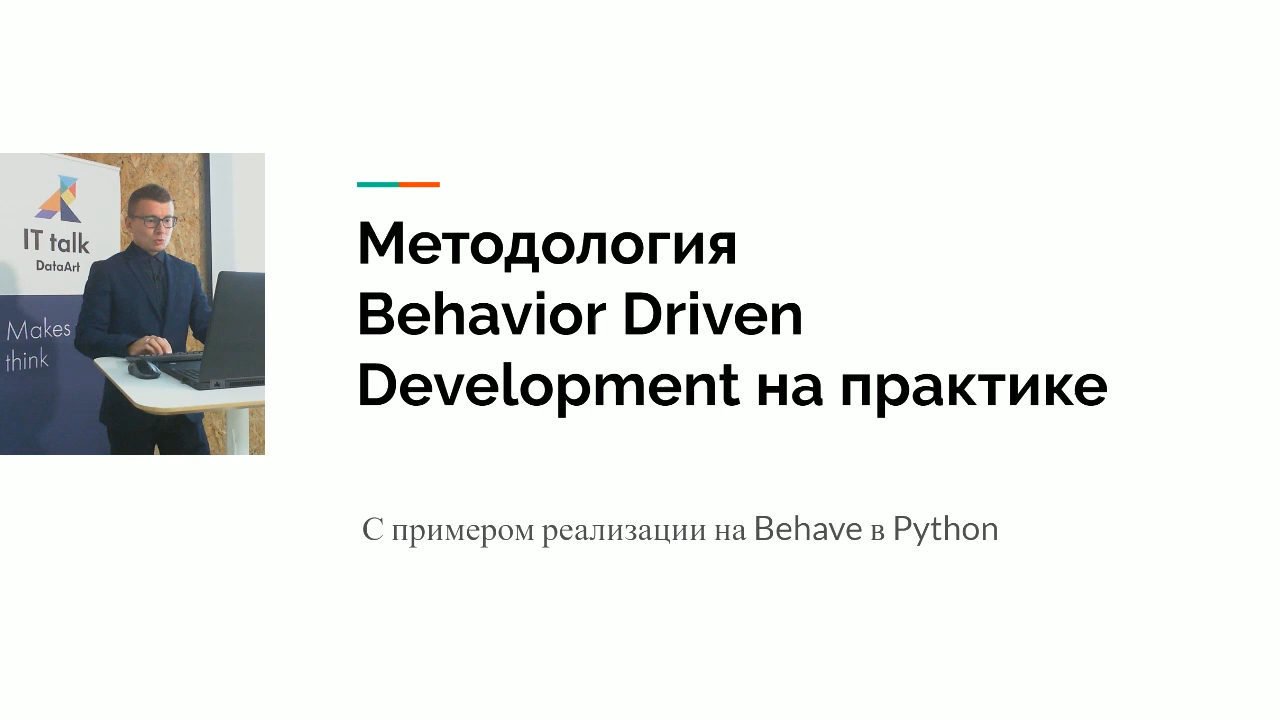 IT talk
DataArt
Makes
think
Методология
Behavior Driven
Development на практике
С примером реализации на Behave в Python